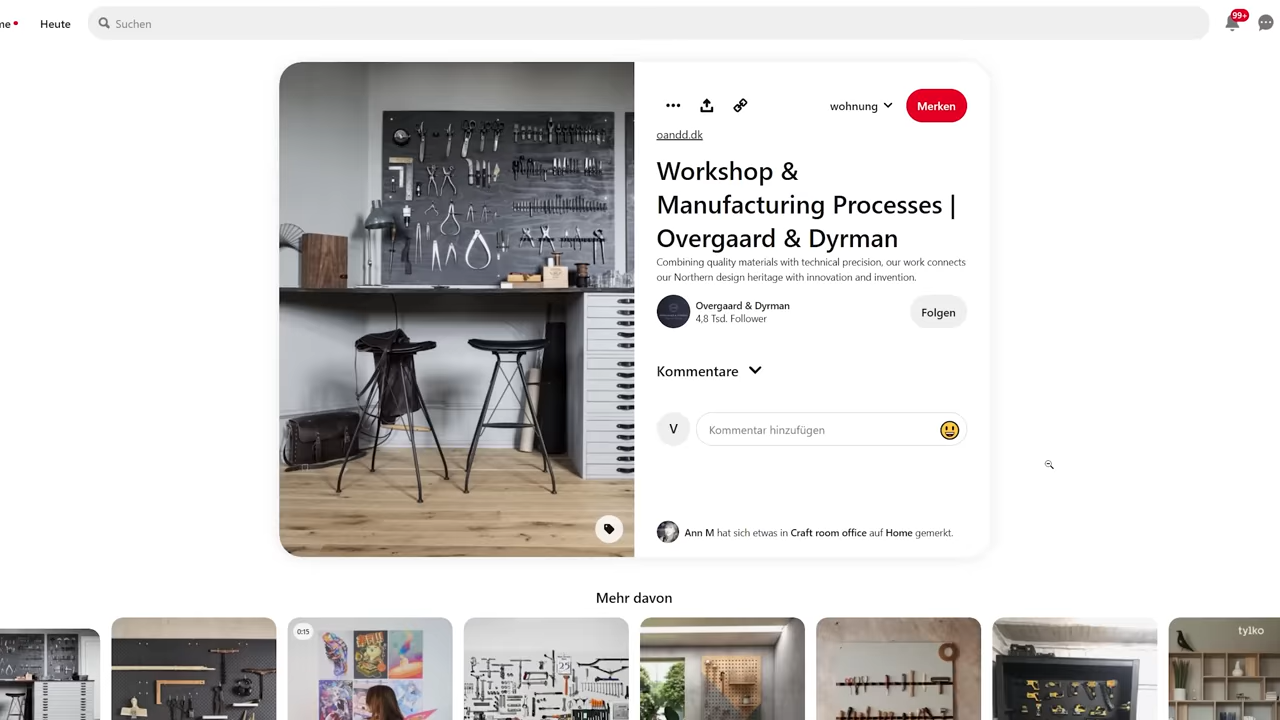 me
Heute
Suchen
99+
wohnung
Merken
oandd.dk
Workshop &
Manufacturing Processes |
Overgaard & Dyrman
Combining quality materials with technical precision, our work connects
our Northern design heritage with innovation and invention.
Overgaard & Dyrman
4,8 Tsd. Follower
Folgen
Kommentare
V
Kommentar hinzufügen
Ann M hat sich etwas in Craft room office auf Home gemerkt.
Mehr davon
0:15
25
tylko